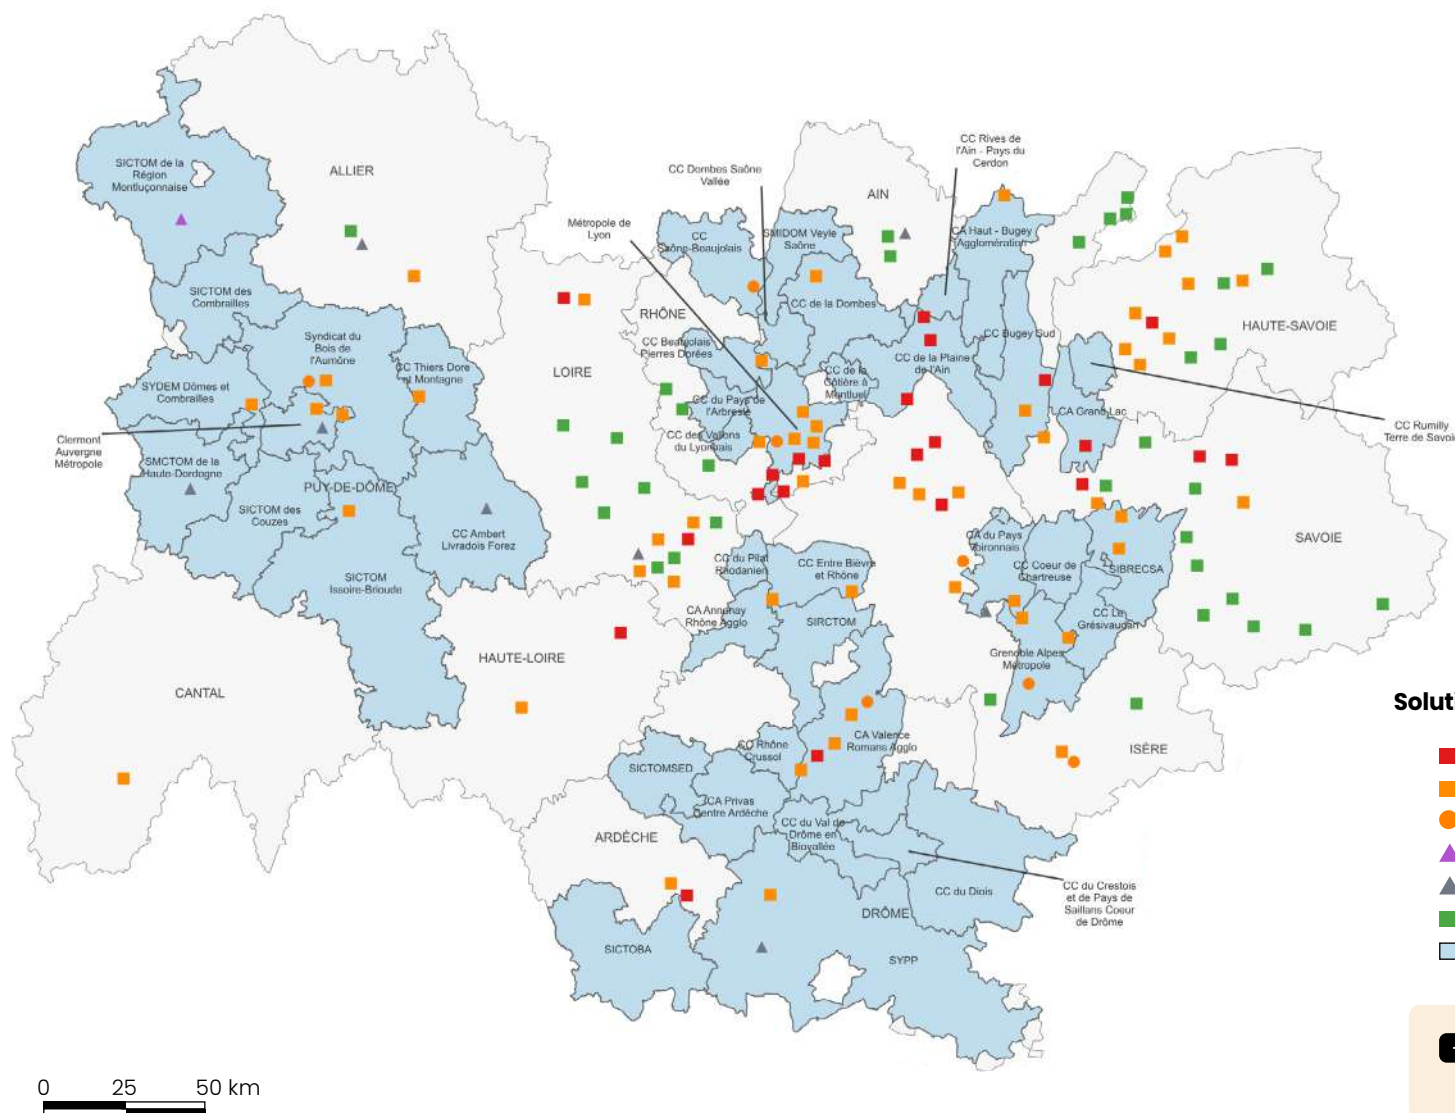 SICTOM de la
Région
Montluçonnaise
ALLIER
SICTOM des
Combrailles
Syndicat du
Bois de
l'Aumône
SYDEM Dômes et
Combrailles
CC Thiers Dore
et Montagne
Clermont
Auvergne
Métropole
SMCTOM de la
Haute-Dordogne
PUY-DE-DÔME
SICTOM des
Couzes
CC Ambert
Livradois Forez
SICTOM
Issoire-Brioude
CANTAL
HAUTE-LOIRE
LOIRE
RHÔNE
Métropole de
Lyon
CC Dombes Saône
Vallée
CC
Saône-Beaujolais
SMIDOM Veyle
Saône
AIN
CC Rives de
l'Ain - Pays du
Cerdon
CA Haut - Bugey
Agglomération
CC de la Dombes
CC Beaujolais
Pierres Dorées
CC de la
Côtière à
Montluel
CC de la Plaine
de l'Ain
CC Bugey Sud
CC du Pays de
l'Arbresle
CC des Vallons
du Lyonnais
HAUTE-SAVOIE
CA Grand Lac
CC Rumilly
Terre de Savoie
SAVOIE
CA du Pays
Voironnais
CC Coeur de
Chartreuse
SIBRECSA
CC Le
Grésivaudan
Grenoble Alpes
Métropole
ISÈRE
CC du Pilat
Rhodanien
CC Entre Bièvre
et Rhône
CA Annonay
Rhône Agglo
SIRCTOM
CC Rhône
Crussol
CA Valence
Romans Agglo
SICTOMSED
CA Privas
Centre Ardèche
ARDÈCHE
CC du Val de
Drôme en
Biovallée
CC du Diois
CC du Crestois
et de Pays de
Saillans Coeur
de Drôme
DRÔME
SICTOBA
SYPP
Soluti
0 25 50 km